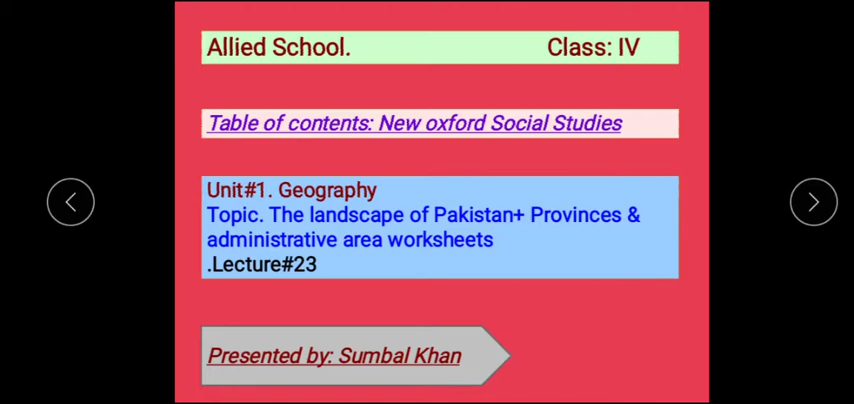 Allied School. Class: IV
Table of contents: New oxford Social Studies
Unit#1. Geography
Topic. The landscape of Pakistan+ Provinces &
administrative area worksheets
.Lecture#23
Presented by: Sumbal Khan